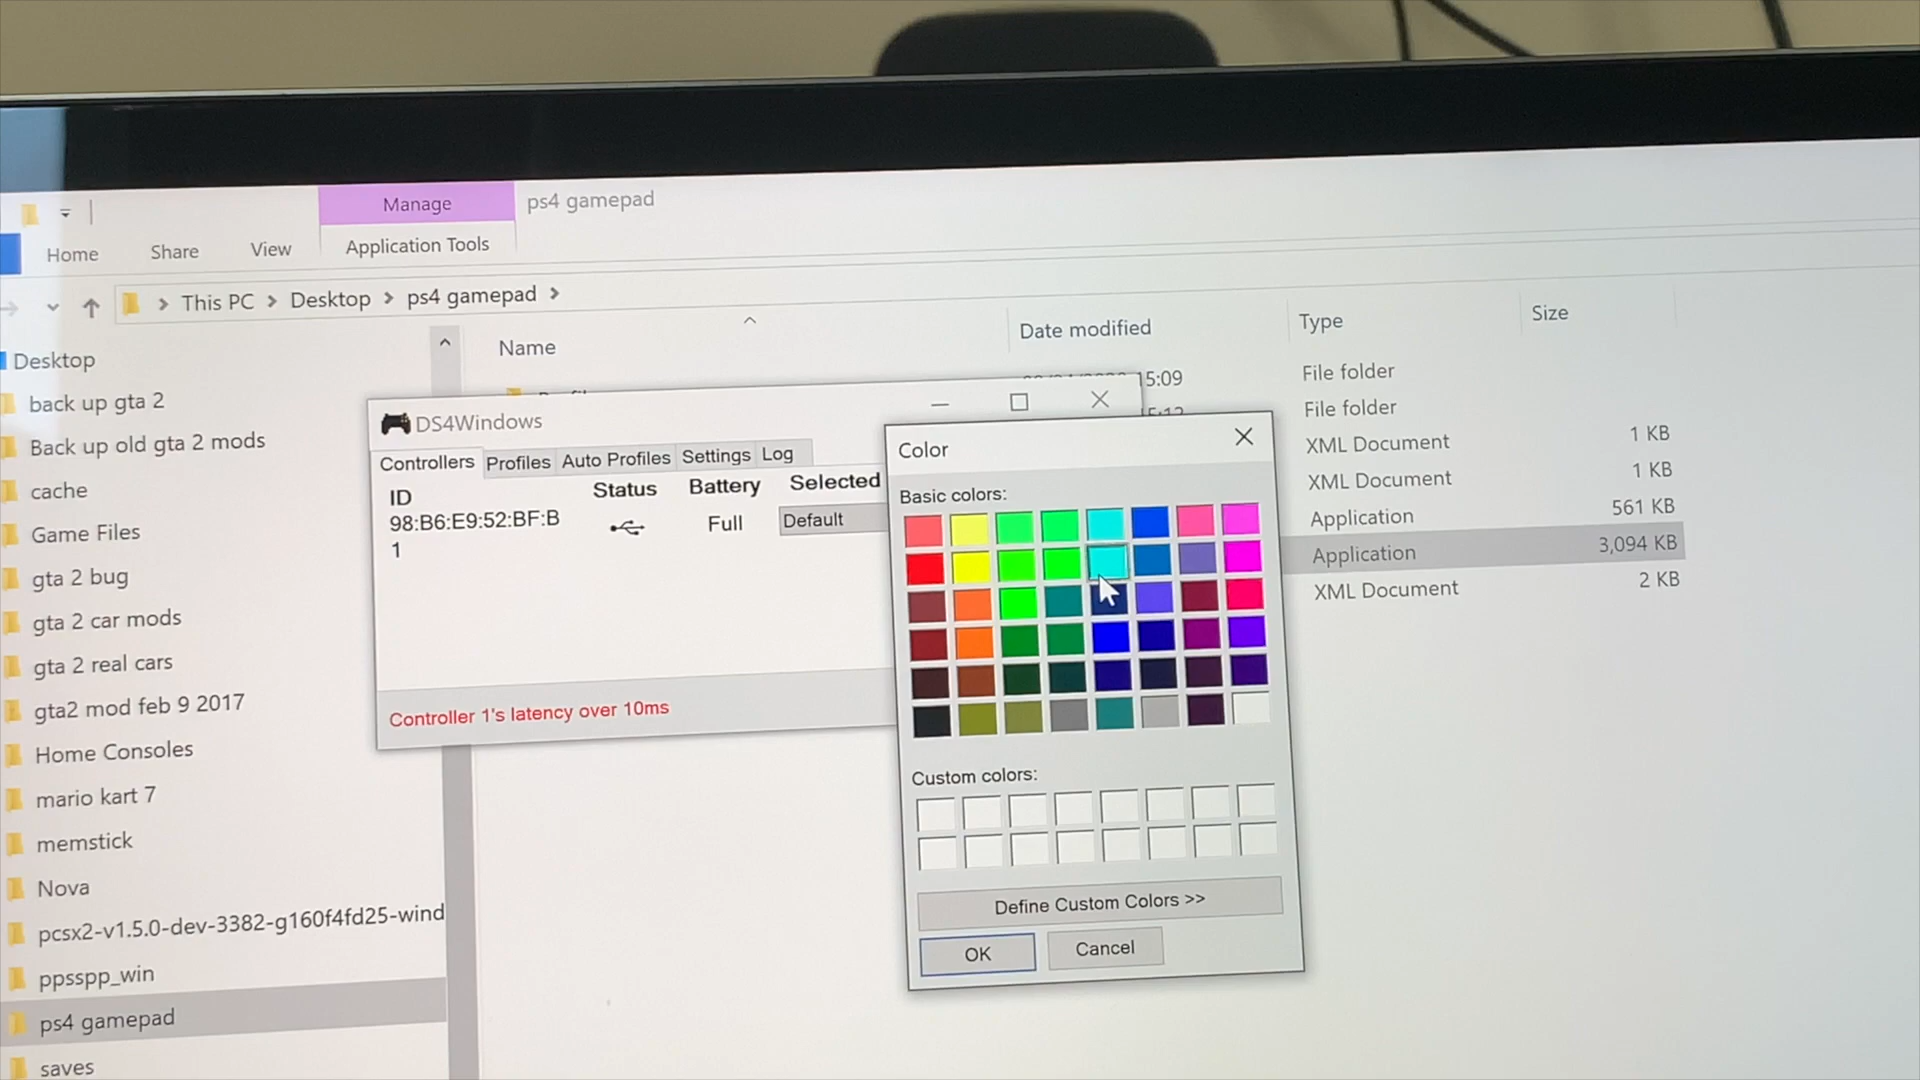 Manage
ps4 gamepad
Home
Share
View
Application Tools
This PC > Desktop > ps4 gamepad >
Name
Date modified
Type
Size
Desktop
back up gta 2
Back up old gta 2 mods
cache
Game Files
gta 2 bug
gta 2 car mods
gta 2 real cars
gta2 mod feb 9 2017
Home Consoles
mario kart 7
memstick
Nova
pcsx2-v1.5.0-dev-3382-g160f4fd25-wind
ppsspp_win
ps4 gamepad
saves
15:09
File folder
File folder
XML Document 1 KB
XML Document 1 KB
Application 561 KB
Application 3,094 KB
XML Document 2 KB
DS4Windows
Controllers
Profiles
Auto Profiles
Settings
Log
ID
Status
Battery
Selected
98:B6:E9:52:BF:B
1
Full
Default
Controller 1's latency over 10ms
Color
Basic colors:
Custom colors:
Define Custom Colors >>
OK
Cancel